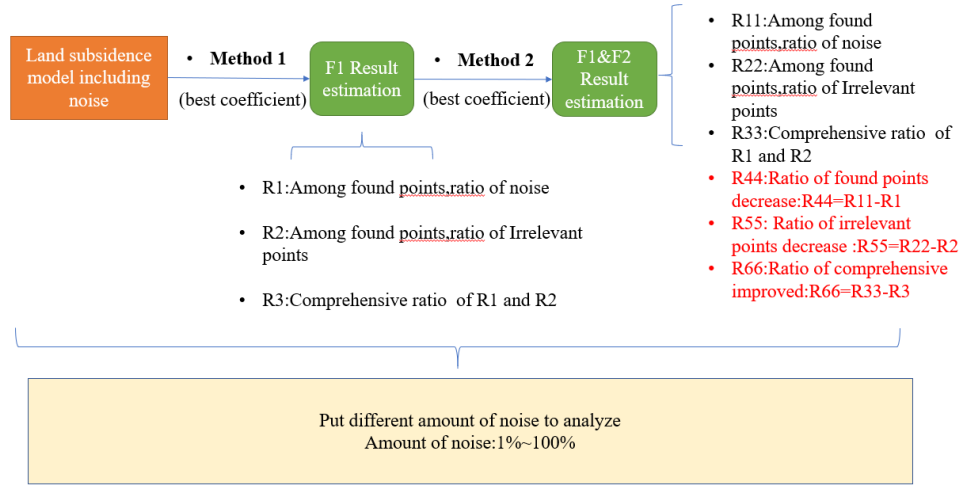 Land subsidence
model including
noise
• Method 1
(best coefficient)
F1 Result
estimation
• Method 2
(best coefficient)
F1&F2
Result
estimation
• R11:Among found
points,ratio of noise
• R22:Among found
points,ratio of Irrelevant
points
• R33:Comprehensive ratio of
R1 and R2
• R44:Ratio of found points
decrease:R44=R11-R1
• R55: Ratio of irrelevant
points decrease :R55=R22-R2
• R66:Ratio of comprehensive
improved:R66=R33-R3
• R1:Among found points,ratio of noise
• R2:Among found points,ratio of Irrelevant
points
• R3:Comprehensive ratio of R1 and R2
Put different amount of noise to analyze
Amount of noise:1%~100%